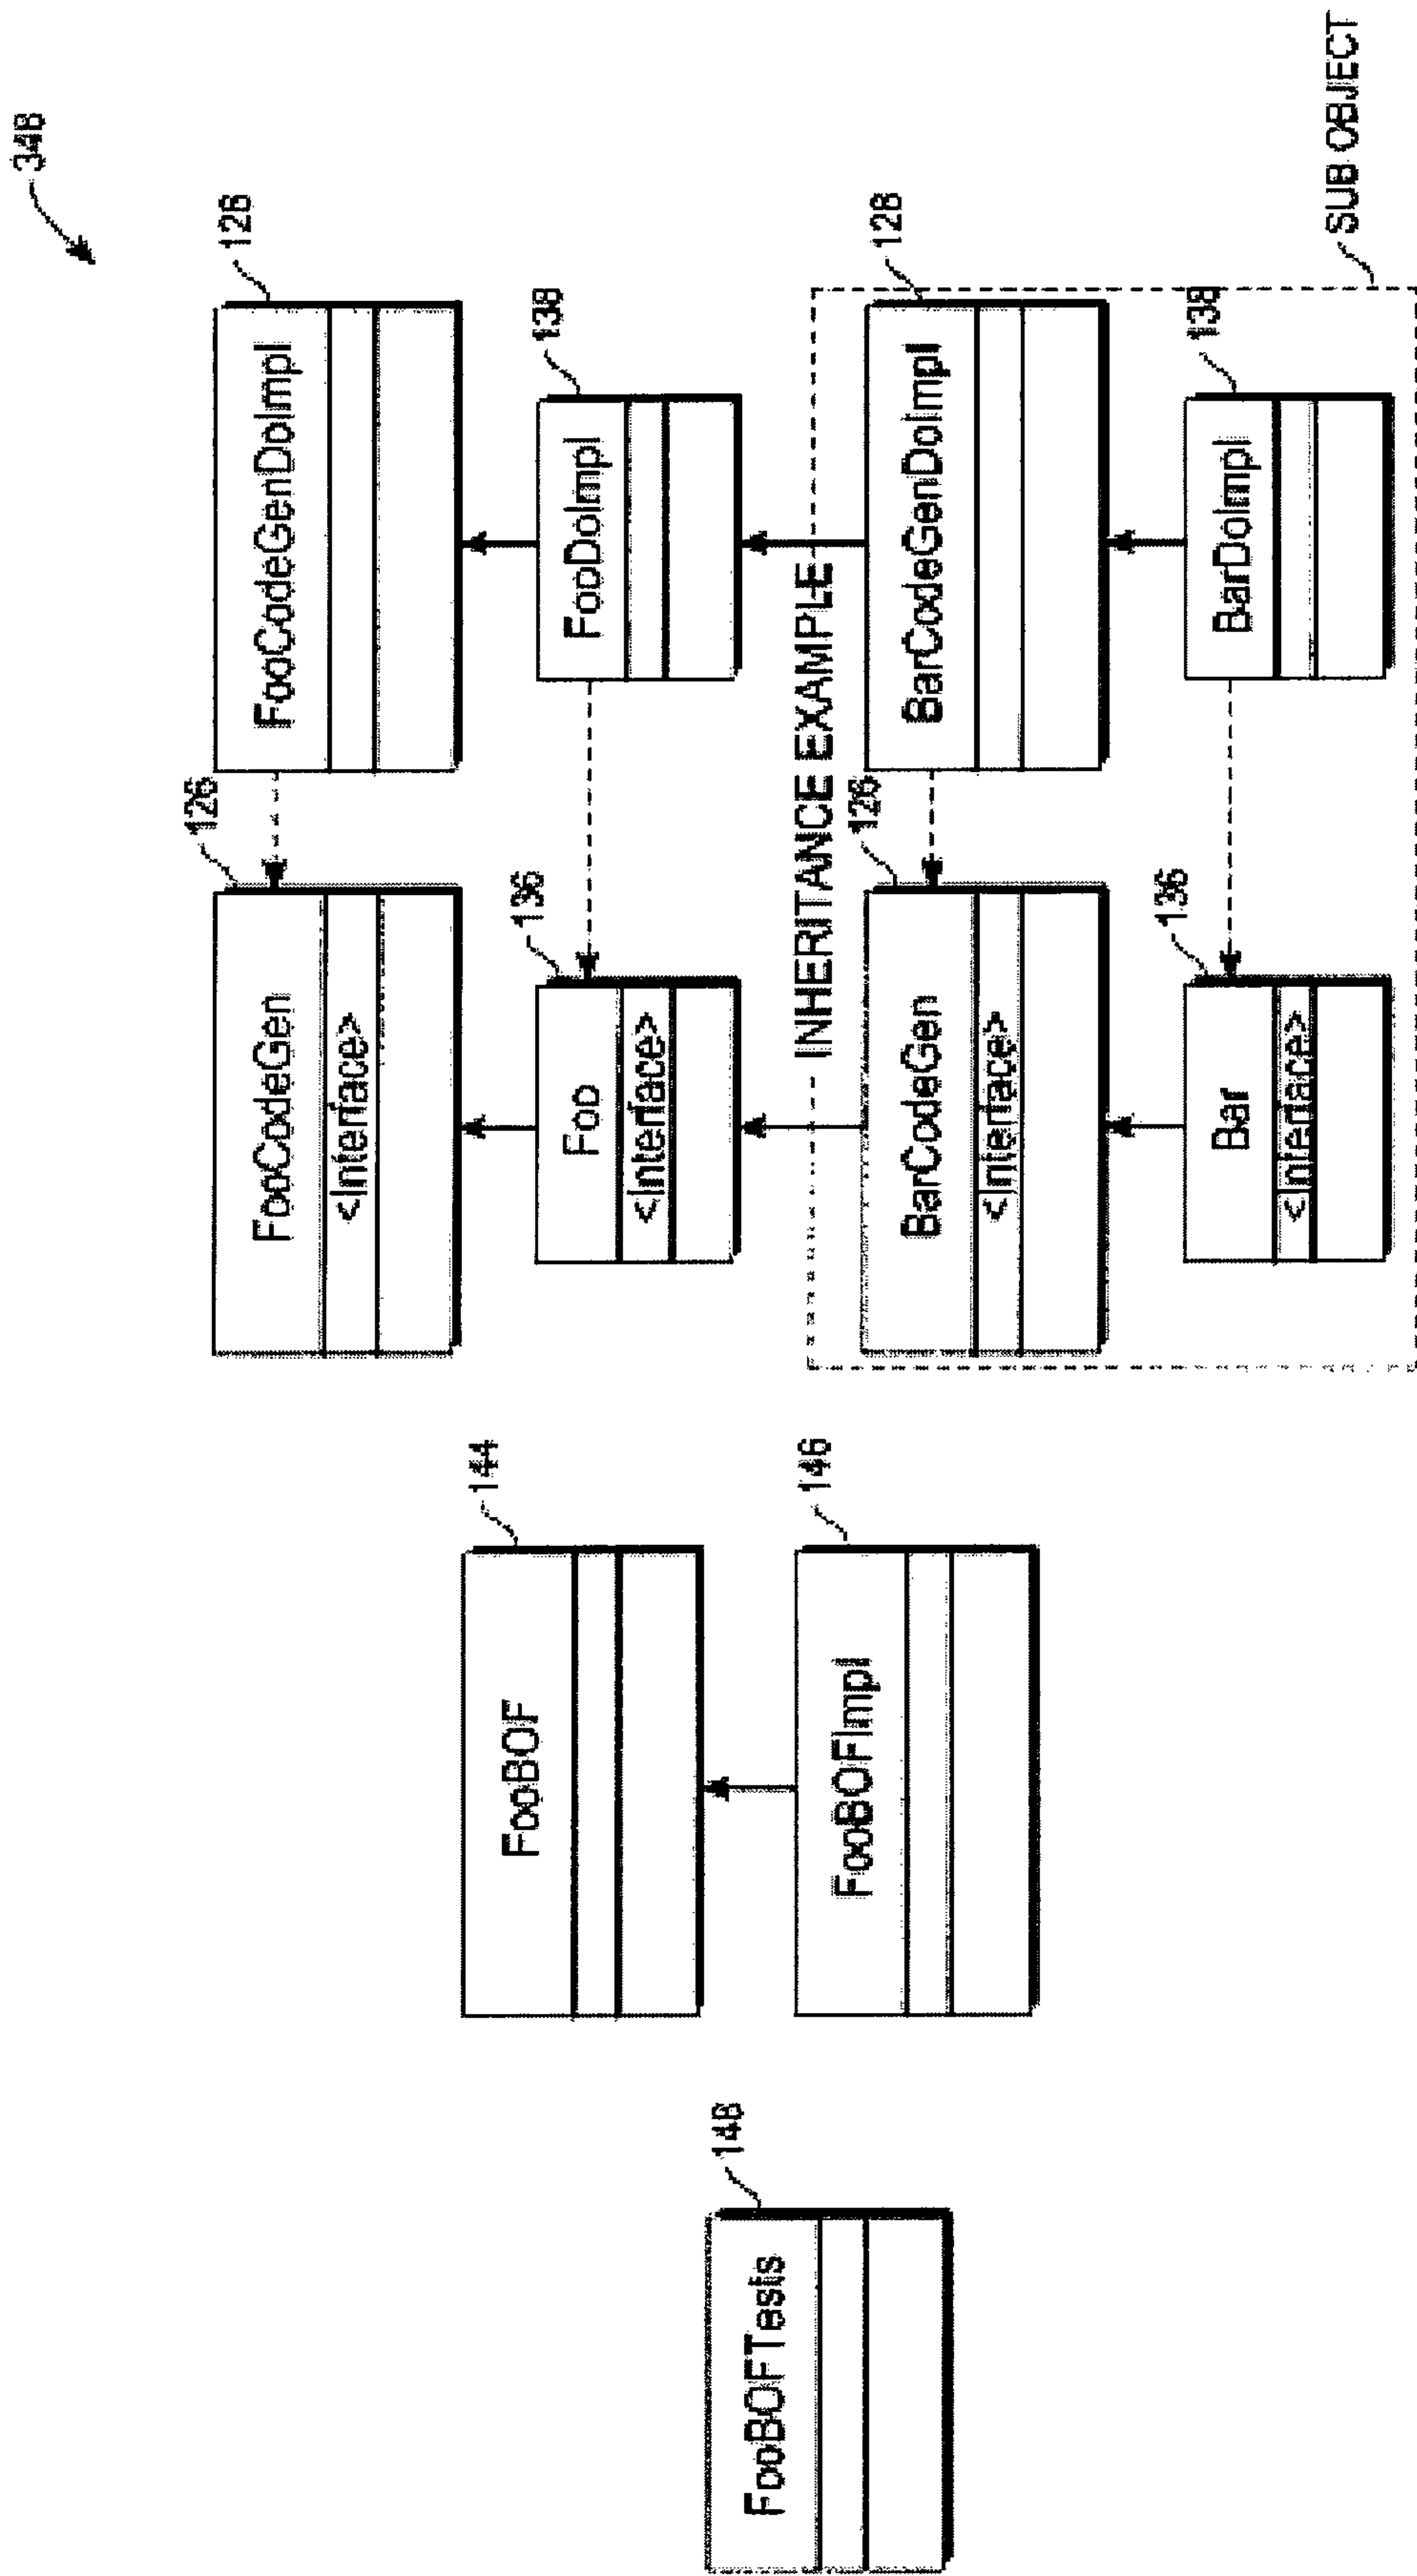 126
128
FooCodeGen
FooCodeGenDoImpl
<Interface>
144
FooBOF
136
138
Foo
FooDoImpl
<Interface>
148
FooBOFTests
146
FooBOFImpl
INHERITANCE EXAMPLE
126
128
BarCodeGen
BarCodeGenDoImpl
<Interface>
136
138
Bar
BarDoImpl
<Interface>
SUB OBJECT